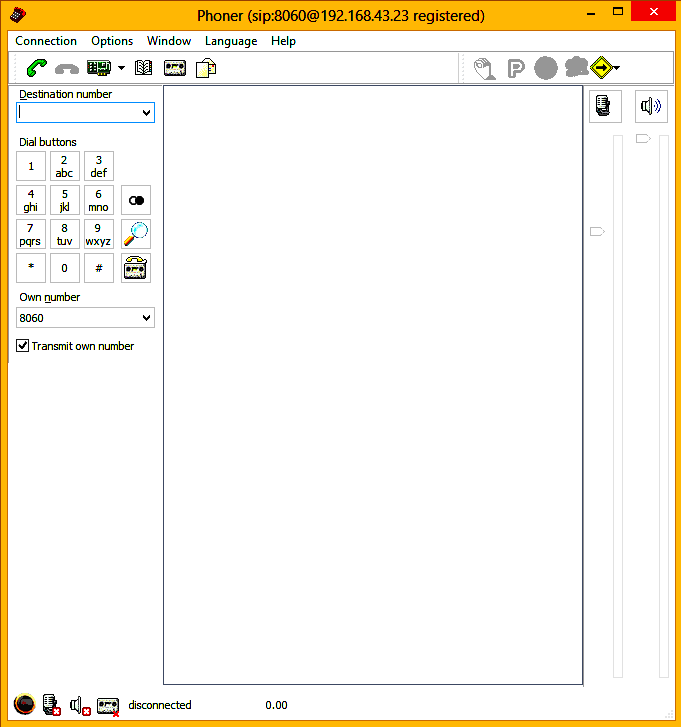 Phoner (sip:8060@192.168.43.23 registered)
Connection Options Window Language Help
P
Destination number
Dial buttons
1 2 abc 3 def
4 ghi 5 jkl 6 mno
7 pqrs 8 tuv 9 wxyz
* 0 #
Own number
8060
Transmit own number
disconnected 0.00